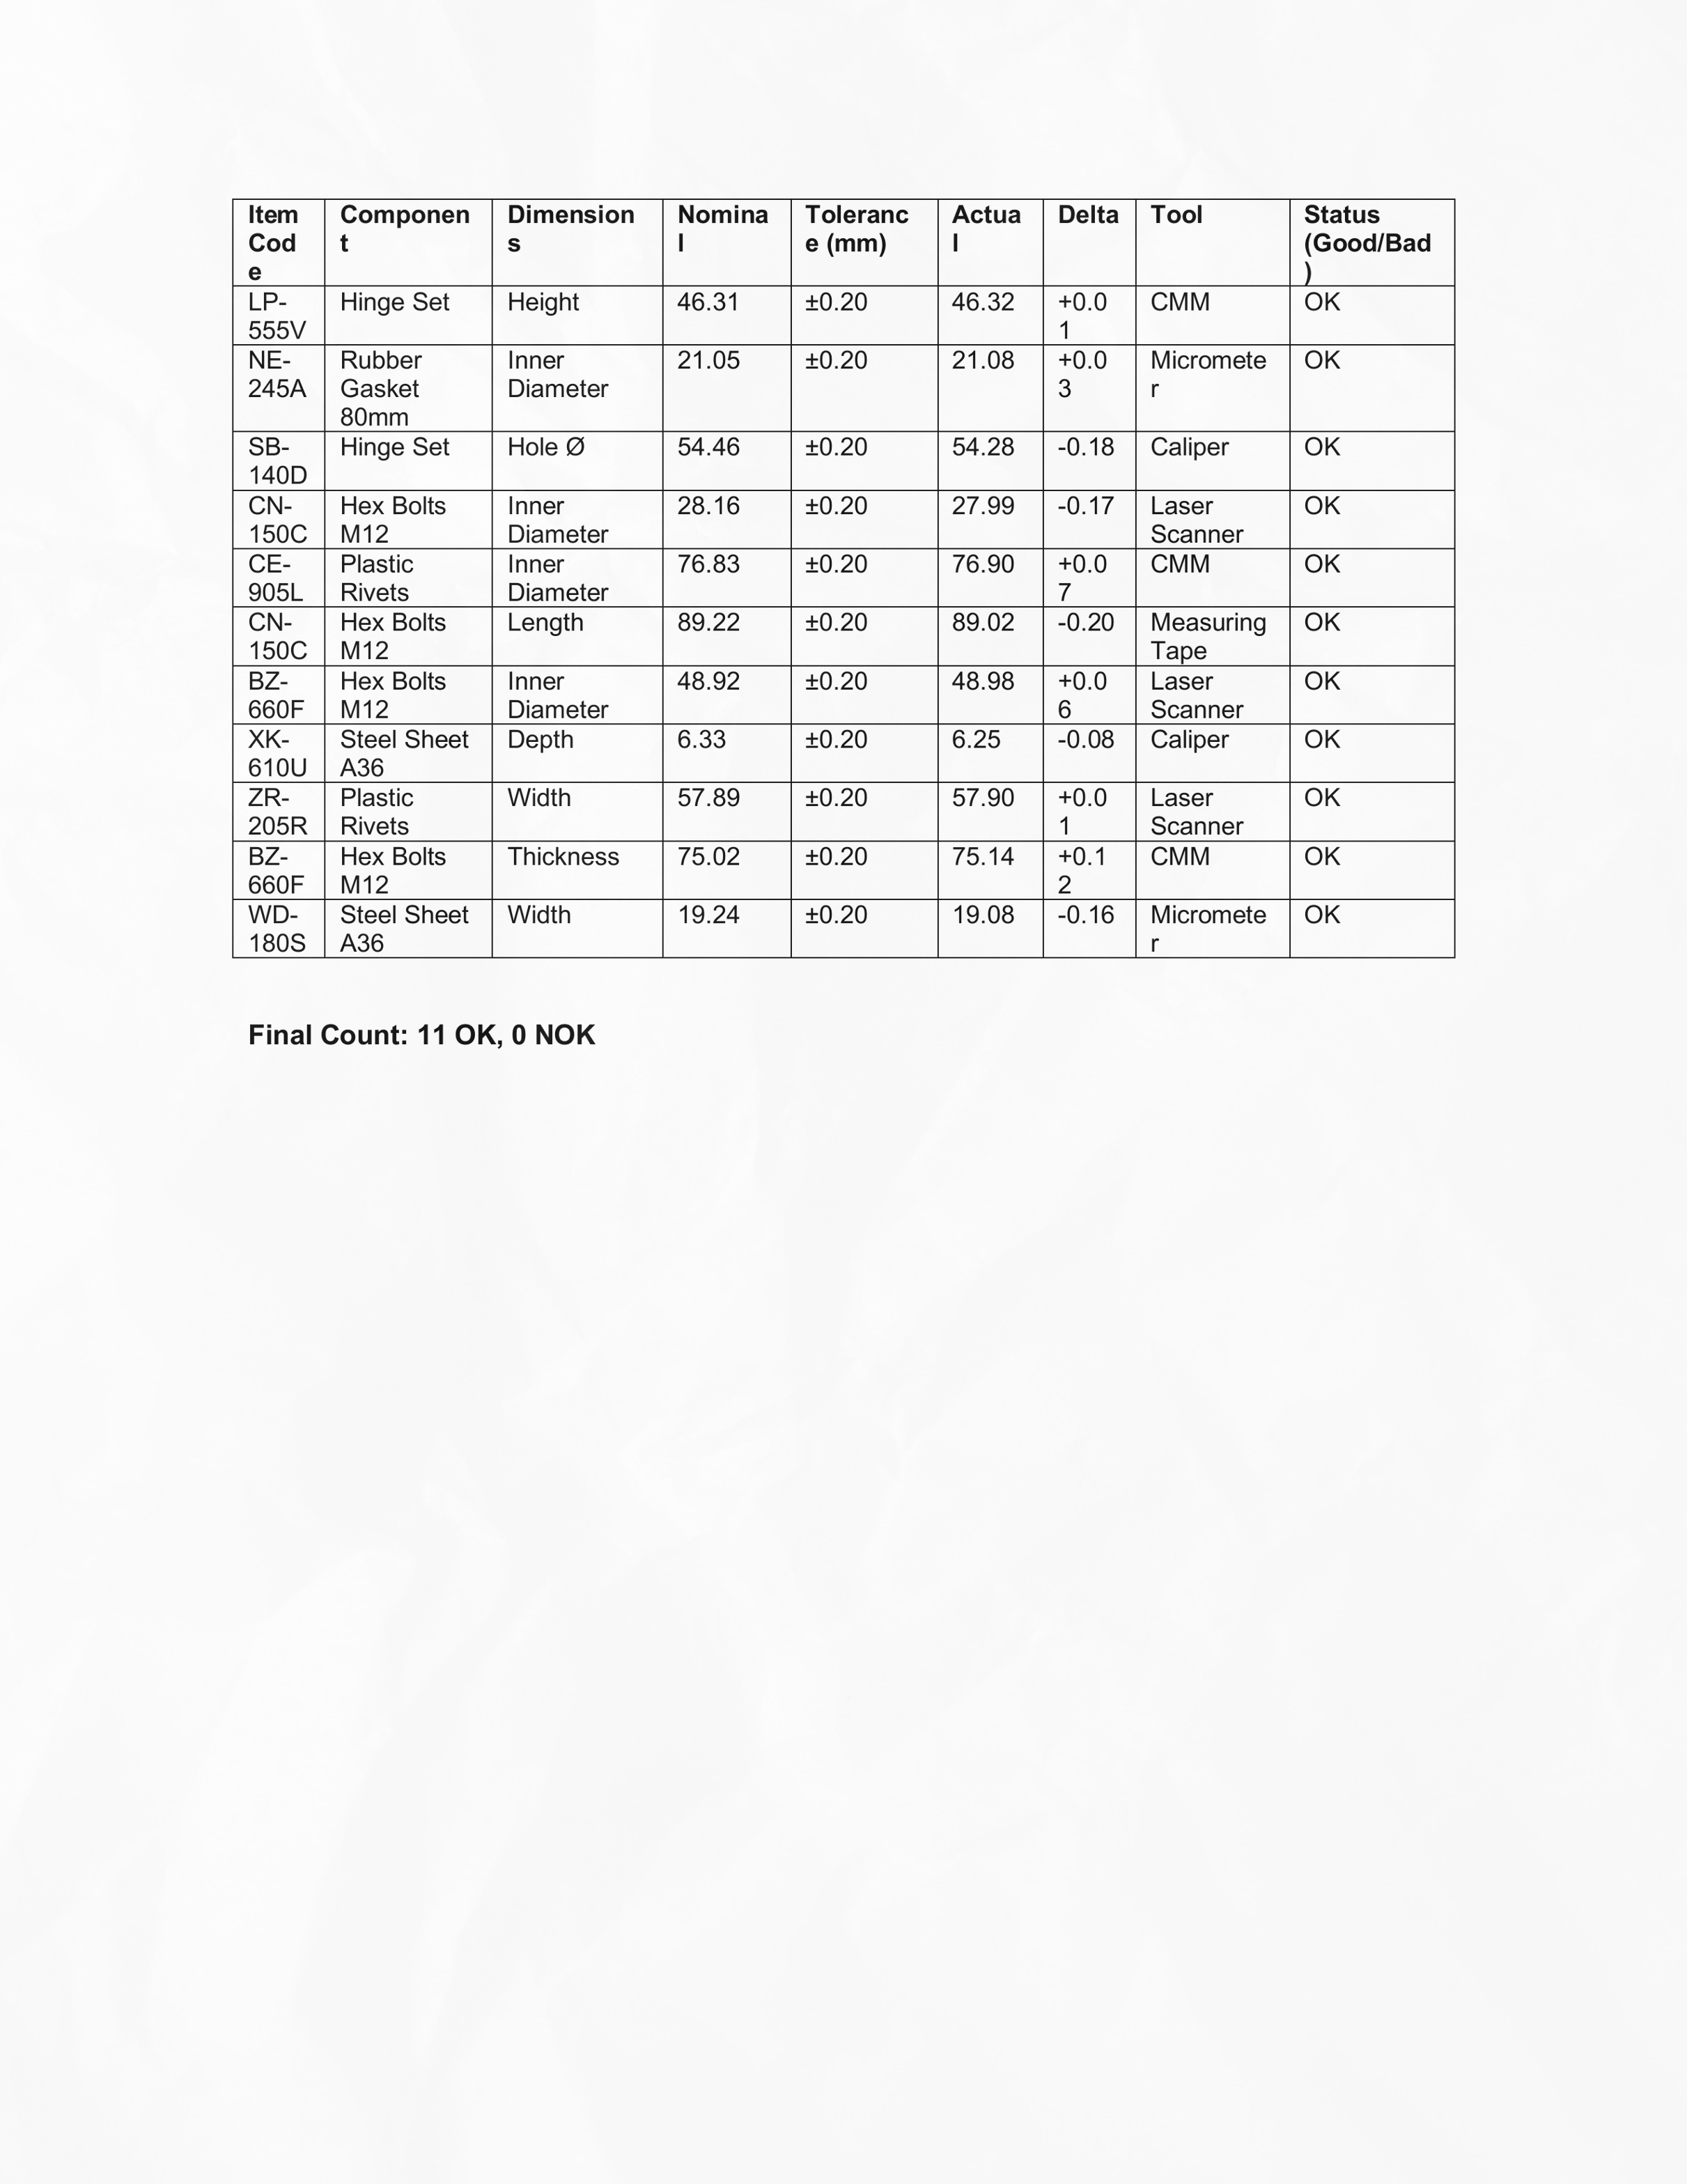 Item Code Component Dimensions Nominal Tolerance (mm) Actual Delta Tool Status (Good/Bad)
LP-555V Hinge Set Height 46.31 ±0.20 46.32 +0.01 CMM OK
NE-245A Rubber Gasket 80mm Inner Diameter 21.05 ±0.20 21.08 +0.03 Micrometer OK
SB-140D Hinge Set Hole Ø 54.46 ±0.20 54.28 -0.18 Caliper OK
CN-150C Hex Bolts M12 Inner Diameter 28.16 ±0.20 27.99 -0.17 Laser Scanner OK
CE-905L Plastic Rivets Inner Diameter 76.83 ±0.20 76.90 +0.07 CMM OK
CN-150C Hex Bolts M12 Length 89.22 ±0.20 89.02 -0.20 Measuring Tape OK
BZ-660F Hex Bolts M12 Inner Diameter 48.92 ±0.20 48.98 +0.06 Laser Scanner OK
XK-610U Steel Sheet A36 Depth 6.33 ±0.20 6.25 -0.08 Caliper OK
ZR-205R Plastic Rivets Width 57.89 ±0.20 57.90 +0.01 Laser Scanner OK
BZ-660F Hex Bolts M12 Thickness 75.02 ±0.20 75.14 +0.12 CMM OK
WD-180S Steel Sheet A36 Width 19.24 ±0.20 19.08 -0.16 Micrometer OK
Final Count: 11 OK, 0 NOK